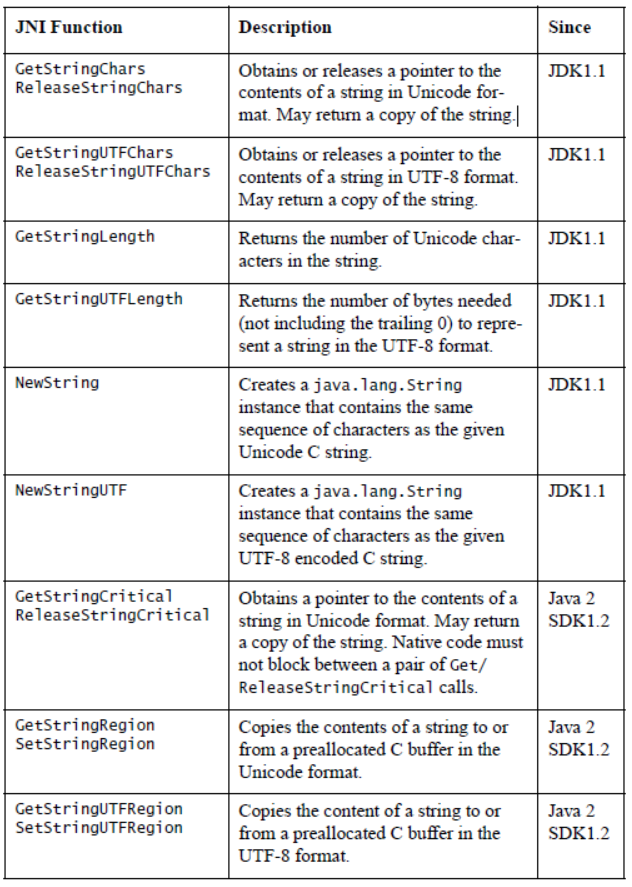 JNI Function Description Since
GetStringChars
ReleaseStringChars
Obtains or releases a pointer to the
contents of a string in Unicode for-
mat. May return a copy of the string.
JDK1.1
GetStringUTFChars
ReleaseStringUTFChars
Obtains or releases a pointer to the
contents of a string in UTF-8 format.
May return a copy of the string.
JDK1.1
GetStringLength
Returns the number of Unicode char-
acters in the string.
JDK1.1
GetStringUTFLength
Returns the number of bytes needed
(not including the trailing 0) to repre-
sent a string in the UTF-8 format.
JDK1.1
NewString
Creates a java.lang.String
instance that contains the same
sequence of characters as the given
Unicode C string.
JDK1.1
NewStringUTF
Creates a java.lang.String
instance that contains the same
sequence of characters as the given
UTF-8 encoded C string.
JDK1.1
GetStringCritical
ReleaseStringCritical
Obtains a pointer to the contents of a
string in Unicode format. May return
a copy of the string. Native code must
not block between a pair of Get/
ReleaseStringCritical calls.
Java 2
SDK1.2
GetStringRegion
SetStringRegion
Copies the contents of a string to or
from a preallocated C buffer in the
Unicode format.
Java 2
SDK1.2
GetStringUTFRegion
SetStringUTFRegion
Copies the content of a string to or
from a preallocated C buffer in the
UTF-8 format.
Java 2
SDK1.2